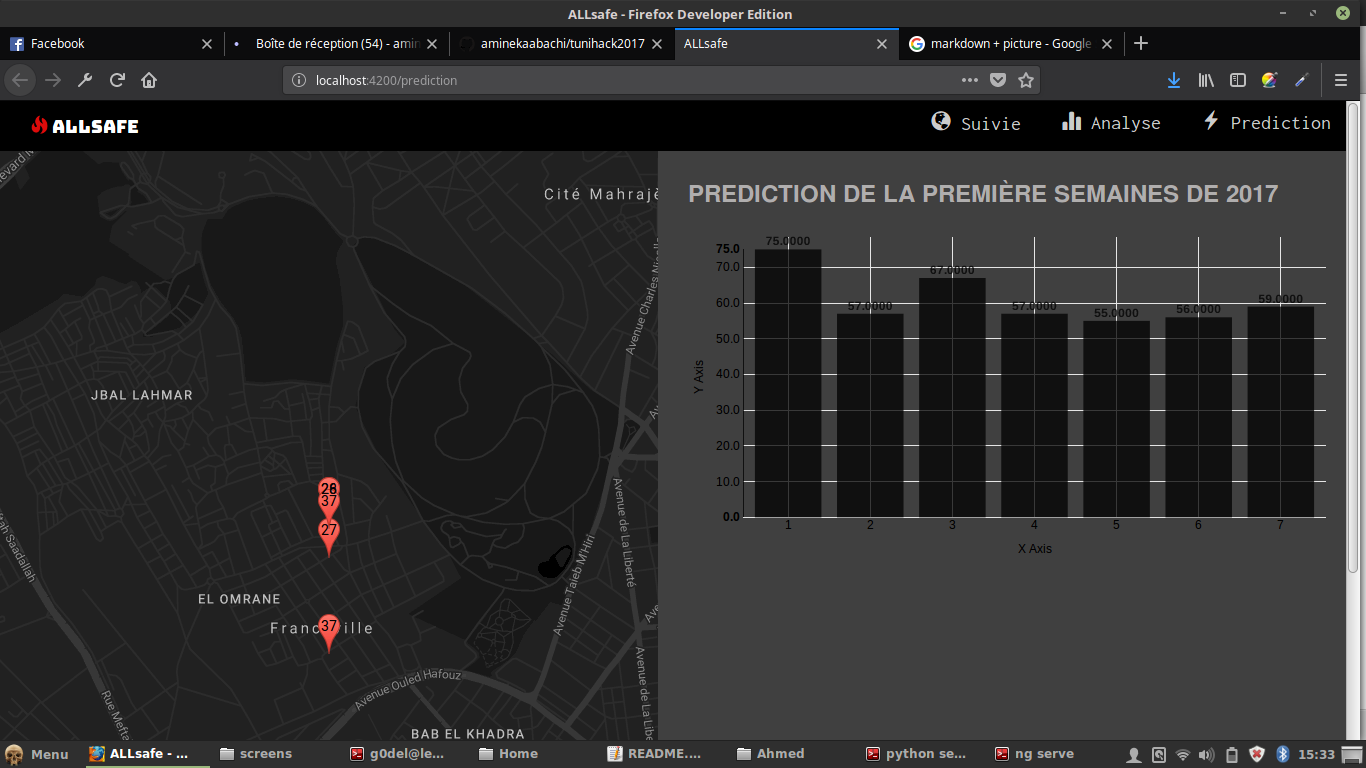 ALLsafe - Firefox Developer Edition
Facebook
Boîte de réception (54) - amin
aminekaabachi/tunihack2017
ALLsafe
markdown + picture - Google
localhost:4200/prediction
ALLSAFE
Suivie
Analyse
Prediction
Cité Mahrajè
Avenue Charles Nicolle
JBAL LAHMAR
28
37
27
EL OMRANE
37
Avenue de La Liberté
Avenue Taieb M'Hiri
Avenue Ouled Hafouz
Avenue de La Libe
BAB EL KHADRA
PREDICTION DE LA PREMIÈRE SEMAINES DE 2017
75.0000
57.0000
67.0000
57.0000
55.0000
56.0000
59.0000
75.0
70.0
60.0
50.0
40.0
30.0
20.0
10.0
0.0
Y Axis
1 2 3 4 5 6 7
X Axis
Menu
ALLsafe - ...
screens
g0del@le...
Home
README....
Ahmed
python se...
ng serve
15:33